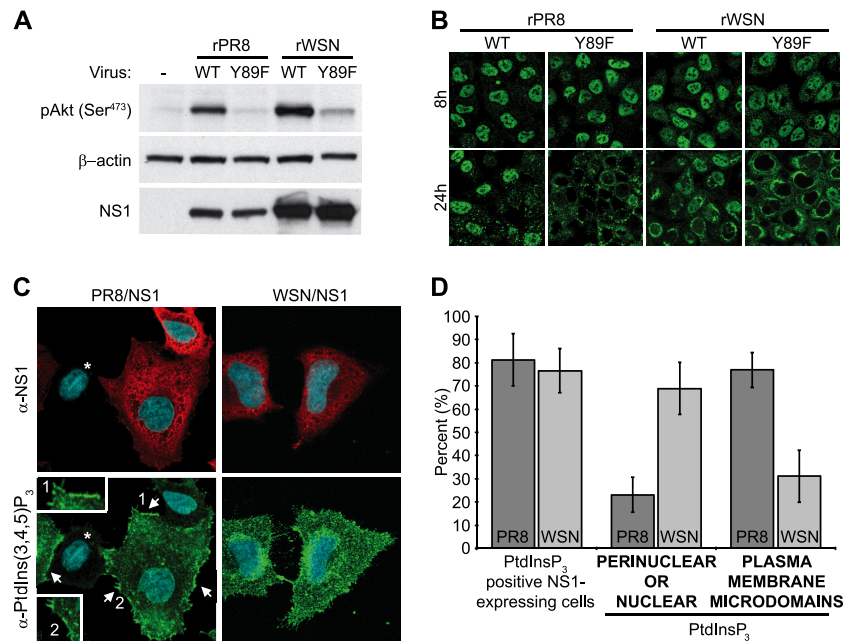 A
rPR8 rWSN
Virus: - WT Y89F WT Y89F
pAkt (Ser473)
β–actin
NS1
B
rPR8 rWSN
WT Y89F WT Y89F
8h
24h
C
PR8/NS1 WSN/NS1
α-NS1
*
α-PtdIns(3,4,5)P3
1
1
*
2
2
D
Percent (%)
100
90
80
70
60
50
40
30
20
10
0
PR8 WSN PR8 WSN PR8 WSN
PtdInsP3
positive NS1-
expressing cells
PERINUCLEAR
OR
NUCLEAR
PLASMA
MEMBRANE
MICRODOMAINS
PtdInsP3